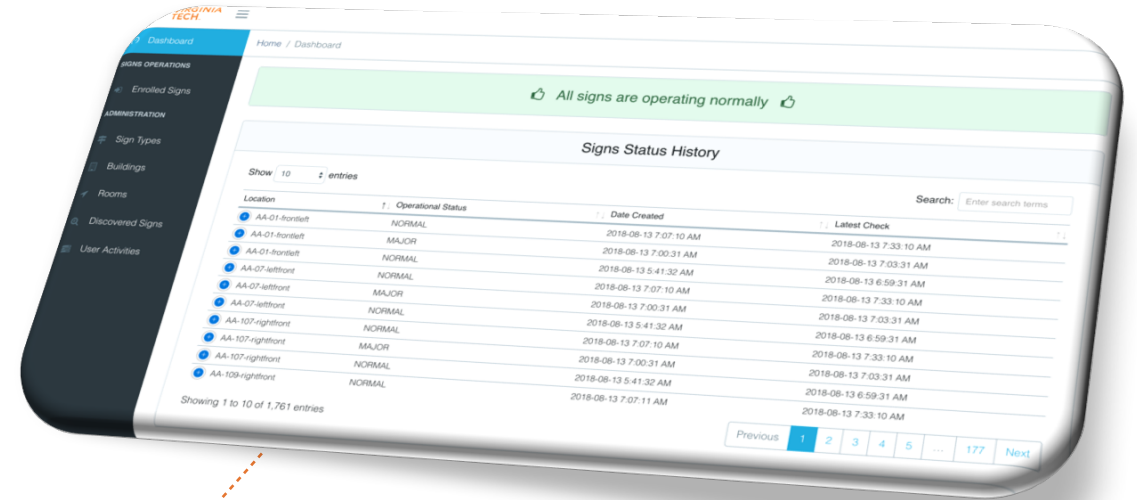 VIRGINIA
TECH
Dashboard
Home / Dashboard
SIGNS OPERATIONS
Enrolled Signs
ADMINISTRATION
Sign Types
Buildings
Rooms
Discovered Signs
User Activities
All signs are operating normally
Signs Status History
Show 10 entries
Search: Enter search terms
Location Operational Status Date Created Latest Check
AA-01-frontleft NORMAL 2018-08-13 7:07:10 AM 2018-08-13 7:33:10 AM
AA-01-frontleft MAJOR 2018-08-13 7:00:31 AM 2018-08-13 7:03:31 AM
AA-01-frontleft NORMAL 2018-08-13 5:41:32 AM 2018-08-13 6:59:31 AM
AA-07-leftfront NORMAL 2018-08-13 7:07:10 AM 2018-08-13 7:33:10 AM
AA-07-leftfront MAJOR 2018-08-13 7:00:31 AM 2018-08-13 7:03:31 AM
AA-07-leftfront NORMAL 2018-08-13 5:41:32 AM 2018-08-13 6:59:31 AM
AA-107-rightfront NORMAL 2018-08-13 7:07:10 AM 2018-08-13 7:33:10 AM
AA-107-rightfront MAJOR 2018-08-13 7:00:31 AM 2018-08-13 7:03:31 AM
AA-107-rightfront NORMAL 2018-08-13 5:41:32 AM 2018-08-13 6:59:31 AM
AA-109-rightfront NORMAL 2018-08-13 7:07:11 AM 2018-08-13 7:33:10 AM
Showing 1 to 10 of 1,761 entries
Previous 1 2 3 4 5 ... 177 Next